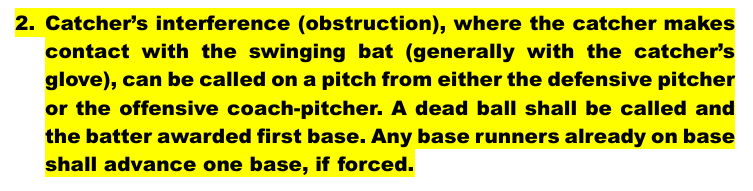 2. Catcher’s interference (obstruction), where the catcher makes
contact with the swinging bat (generally with the catcher’s
glove), can be called on a pitch from either the defensive pitcher
or the offensive coach-pitcher. A dead ball shall be called and
the batter awarded first base. Any base runners already on base
shall advance one base, if forced.